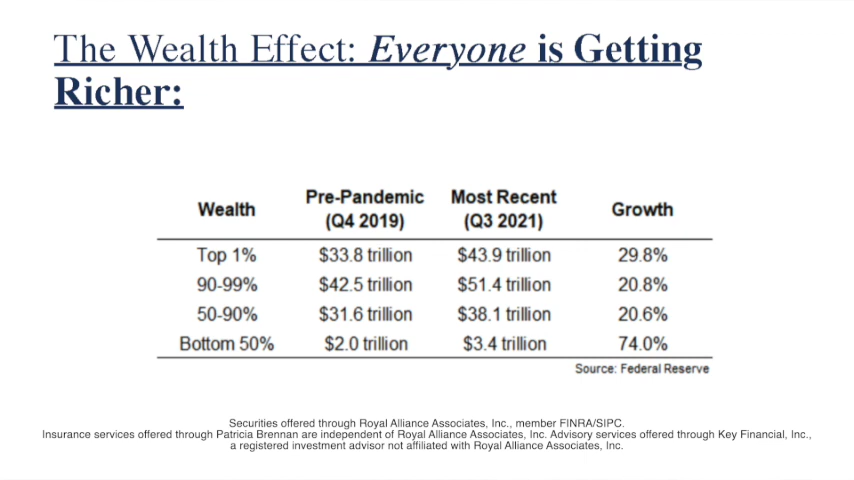 The Wealth Effect: Everyone is Getting
Richer:
Wealth Pre-Pandemic (Q4 2019) Most Recent (Q3 2021) Growth
Top 1% $33.8 trillion $43.9 trillion 29.8%
90-99% $42.5 trillion $51.4 trillion 20.8%
50-90% $31.6 trillion $38.1 trillion 20.6%
Bottom 50% $2.0 trillion $3.4 trillion 74.0%
Source: Federal Reserve
Securities offered through Royal Alliance Associates, Inc., member FINRA/SIPC.
Insurance services offered through Patricia Brennan are independent of Royal Alliance Associates, Inc. Advisory services offered through Key Financial, Inc.,
a registered investment advisor not affiliated with Royal Alliance Associates, Inc.